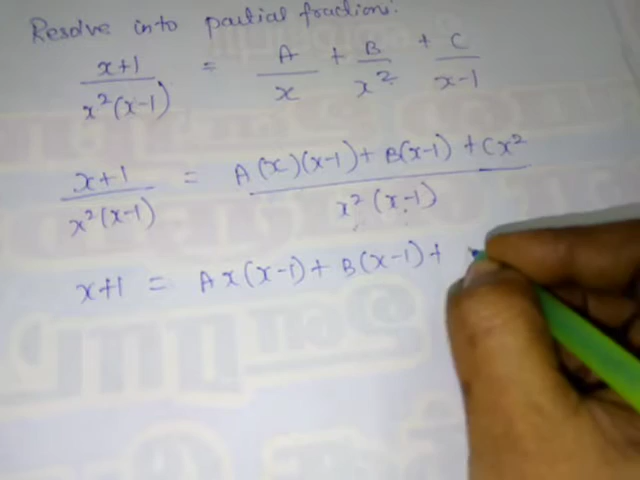 Resolve into partial fraction:
x+1 / x²(x-1) = A / x + B / x² + C / x-1
x+1 / x²(x-1) = A(x)(x-1) + B(x-1) + Cx² / x²(x-1)
x+1 = Ax(x-1) + B(x-1) +